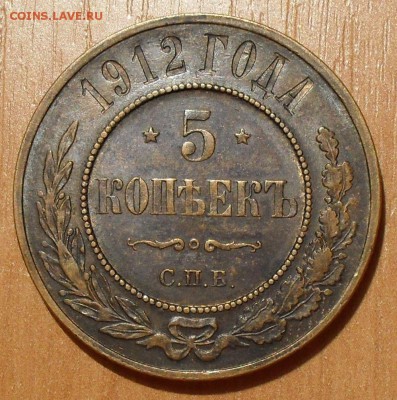 COINS.LAVE.RU
1912 ГОДА
5
КОПѢЕКЪ
С.П.Б.